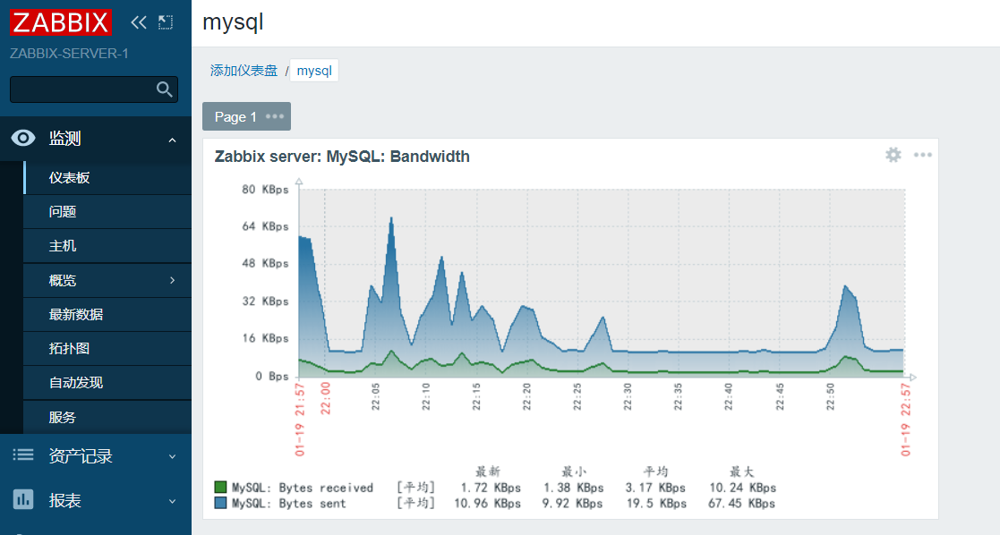 ZABBIX
ZABBIX-SERVER-1
监测
仪表板
问题
主机
概览
最新数据
拓扑图
自动发现
服务
资产记录
报表
mysql
添加仪表盘 / mysql
Page 1
Zabbix server: MySQL: Bandwidth
80 KBps
64 KBps
48 KBps
32 KBps
16 KBps
0 Bps
01-19 21:57
22:00
22:05
22:10
22:15
22:20
22:25
22:30
22:35
22:40
22:45
22:50
01-19 22:57
最新 最小 平均 最大
MySQL: Bytes received [平均] 1.72 KBps 1.38 KBps 3.17 KBps 10.24 KBps
MySQL: Bytes sent [平均] 10.96 KBps 9.92 KBps 19.5 KBps 67.45 KBps